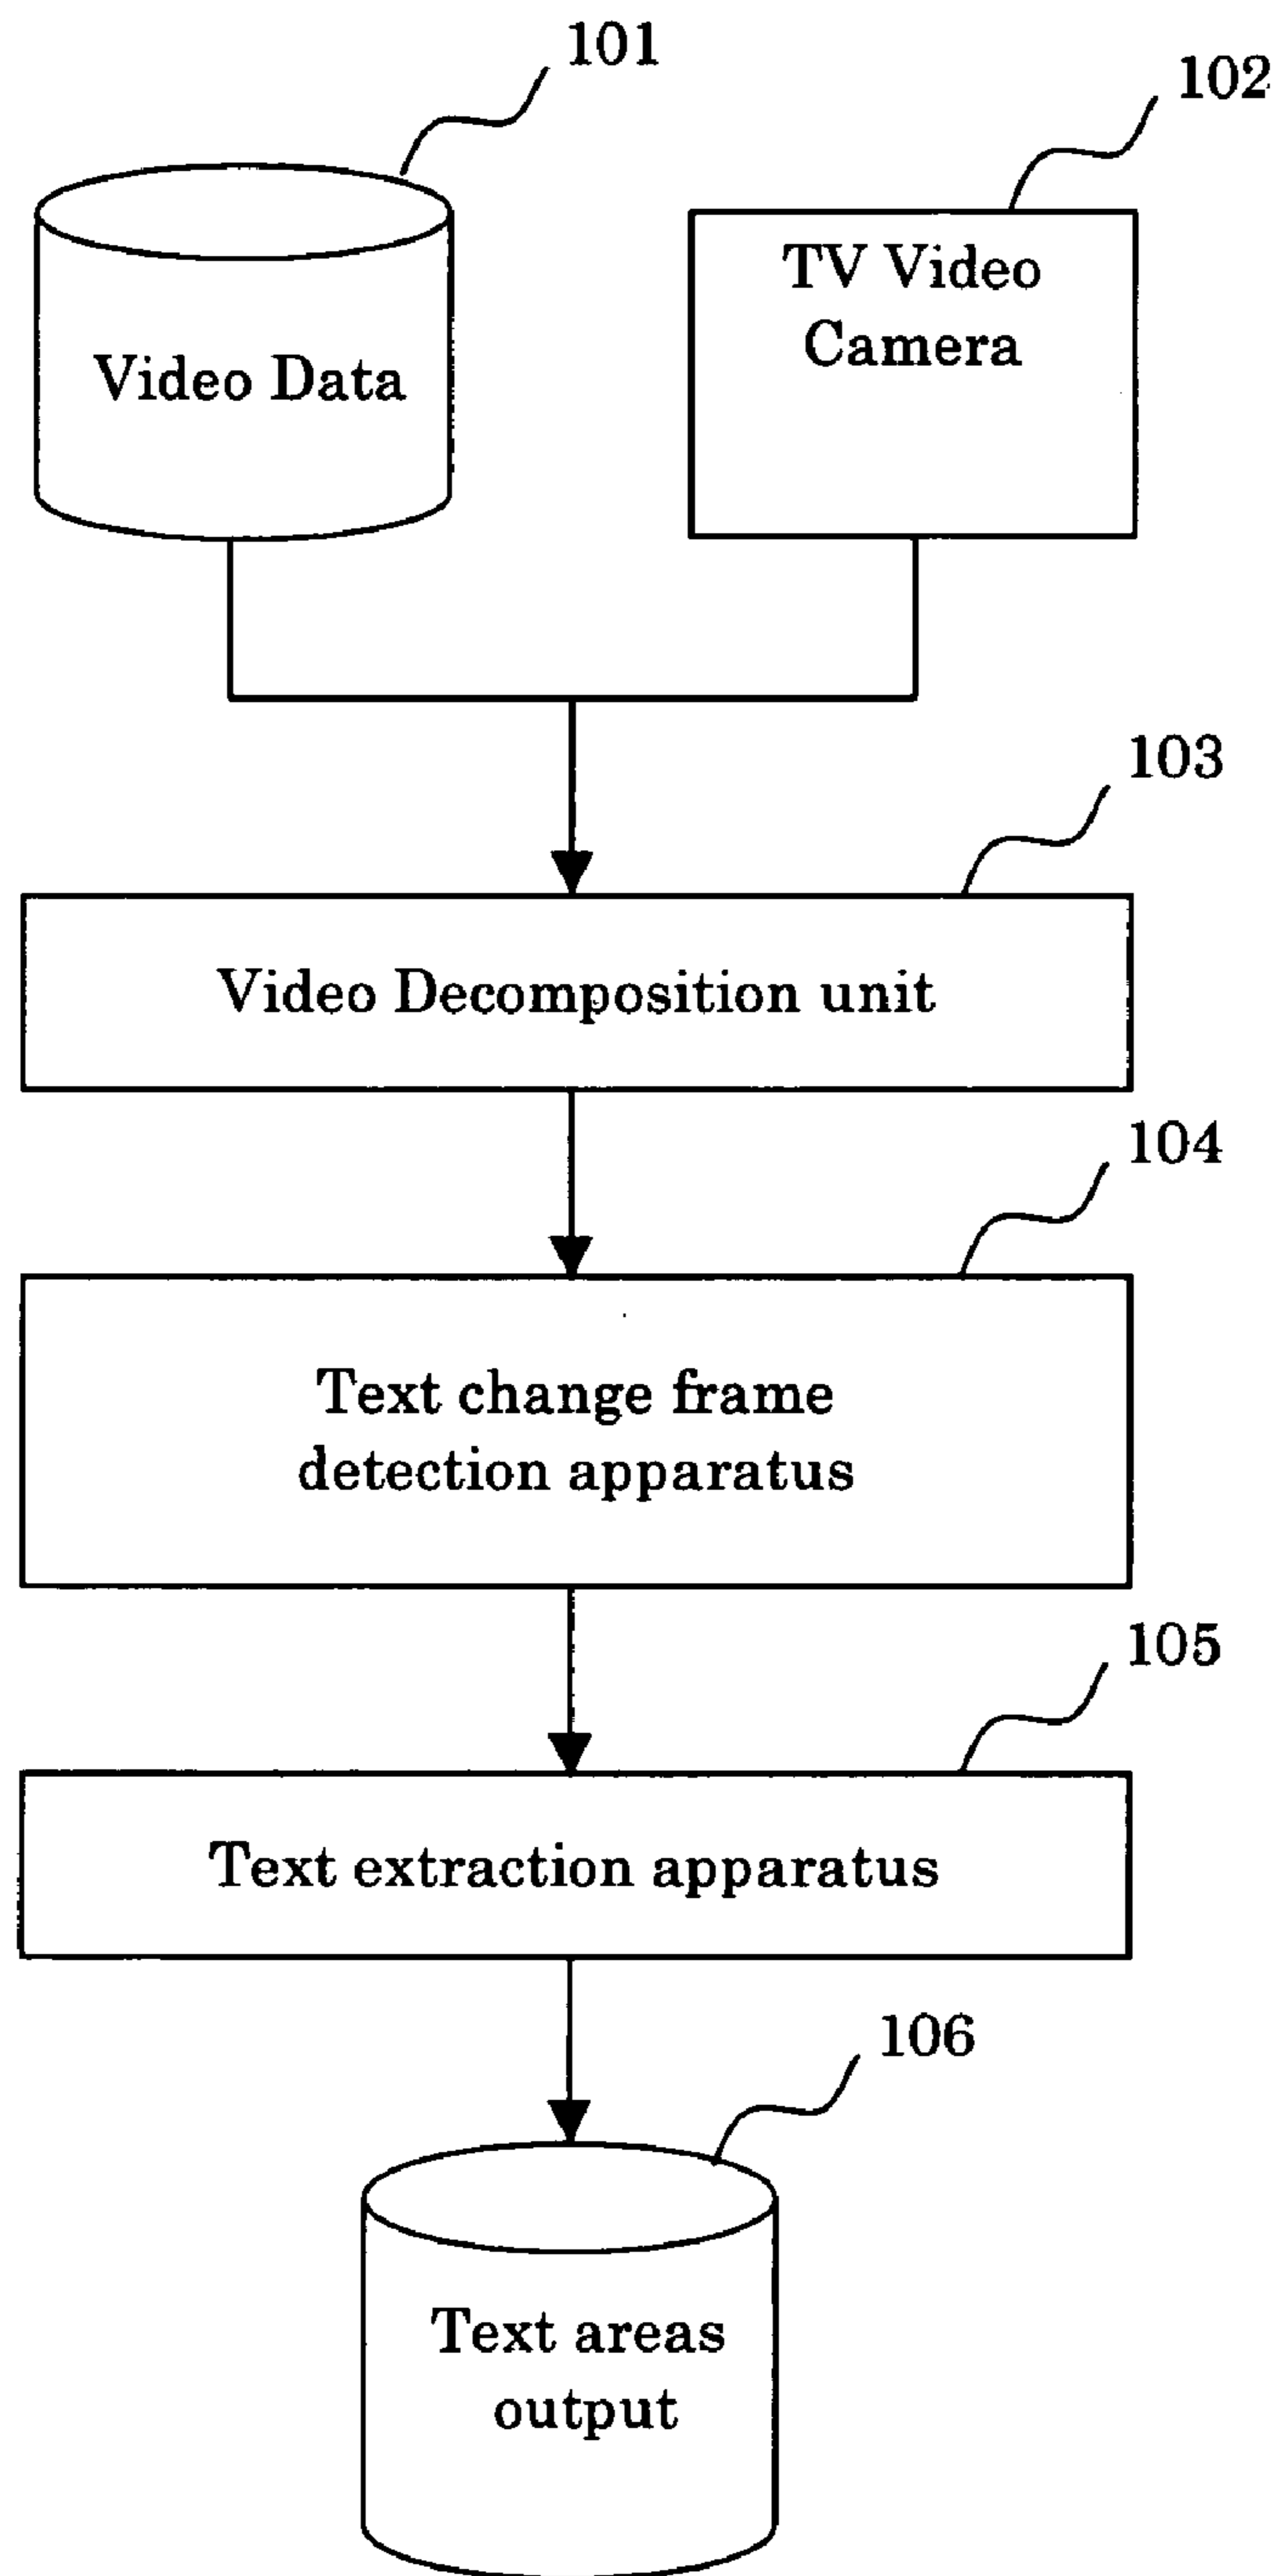 101
102
Video Data
TV Video
Camera
103
Video Decomposition unit
104
Text change frame
detection apparatus
105
Text extraction apparatus
106
Text areas
output